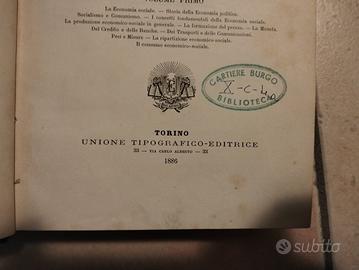 VOLUME PRIMO
La Economia sociale. — Storia della Economia politica.
Socialismo e Comunismo. — I concetti fondamentali della Economia sociale.
La produzione economico-sociale in generale. — La formazione dei prezzi. — La Moneta.
Del Credito e delle Banche. — Dei Trasporti e delle Comunicazioni.
Pesi e Misure — La ripartizione economico-sociale.
Il consumo economico-sociale.
CARTIERE BURGO
X-C-4
BIBLIOTECA
TORINO
UNIONE TIPOGRAFICO-EDITRICE
33 — VIA CARLO ALBERTO — 33
1886
subito